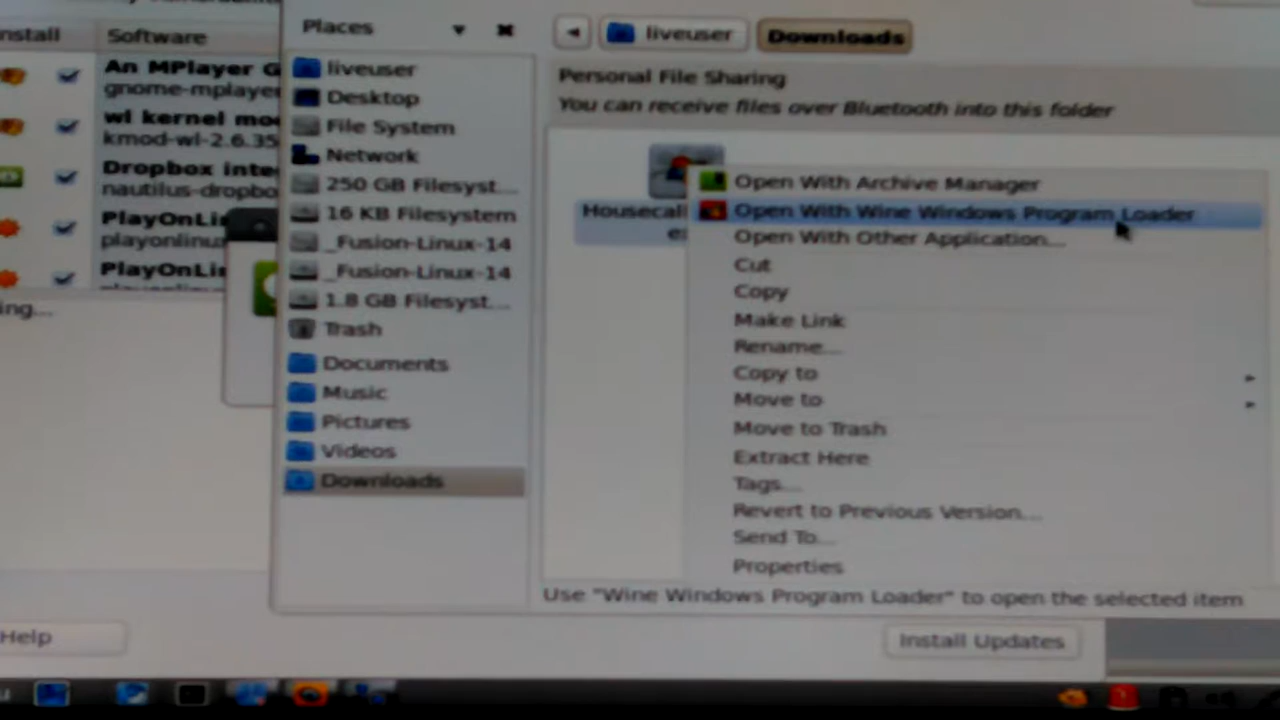 Install Software
An MPlayer G
gnome-mplaye
wl kernel mo
kmod-wl-2.6.35
Dropbox inte
nautilus-dropbo
PlayOnLi
playonlinu
PlayOnLi
ing...
Help
Places
liveuser
Desktop
File System
Network
250 GB Filesyst...
16 KB Filesystem
_Fusion-Linux-14
_Fusion-Linux-14
1.8 GB Filesyst...
Trash
Documents
Music
Pictures
Videos
Downloads
liveuser Downloads
Personal File Sharing
You can receive files over Bluetooth into this folder
Housecall
Open With Archive Manager
Open With Wine Windows Program Loader
Open With Other Application...
Cut
Copy
Make Link
Rename...
Copy to
Move to
Move to Trash
Extract Here
Tags...
Revert to Previous Version...
Send To...
Properties
Use "Wine Windows Program Loader" to open the selected item
Install Updates